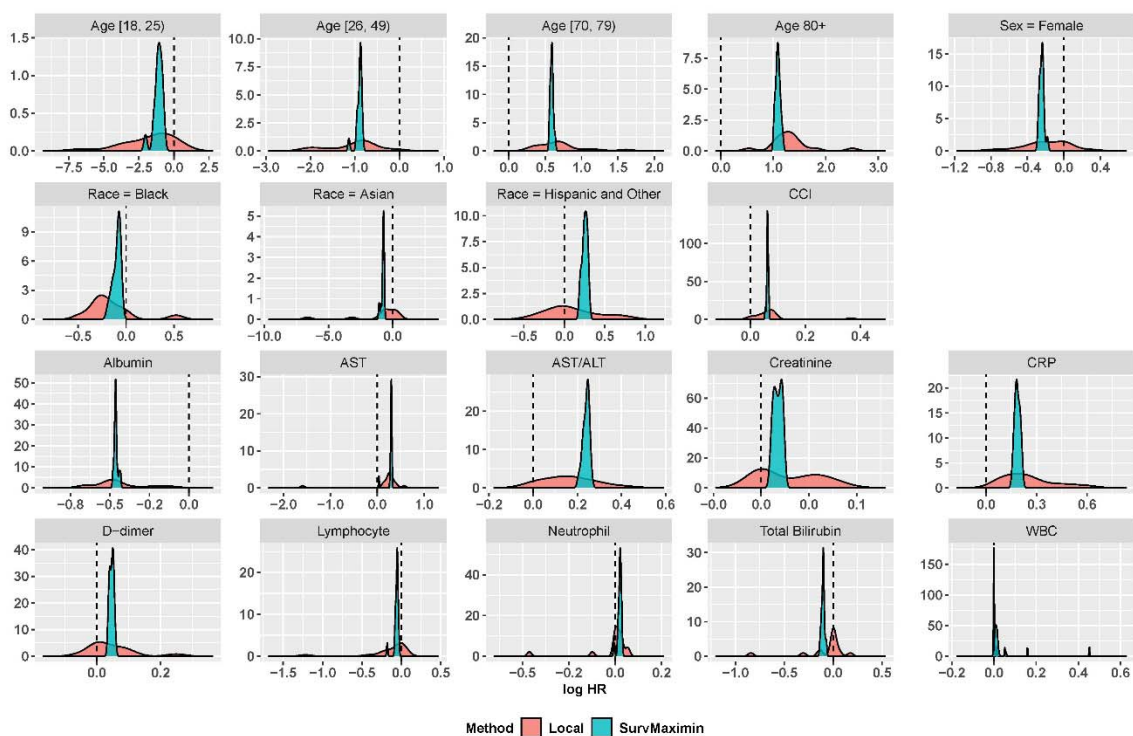 Age [18, 25)
Age [26, 49)
Age [70, 79)
Age 80+
Sex = Female
1.5
1.0
0.5
0.0
−7.5 −5.0 −2.5 0.0 2.5
10.0
7.5
5.0
2.5
0.0
−3.0 −2.0 −1.0 0.0 1.0
20
15
10
5
0
0.0 0.5 1.0 1.5 2.0
7.5
5.0
2.5
0.0
0.0 1.0 2.0 3.0
15
10
5
0
−1.2 −0.8 −0.4 0.0 0.4
Race = Black
Race = Asian
Race = Hispanic and Other
CCI
9
6
3
0
−0.5 0.0 0.5
5
4
3
2
1
0
−10.0 −5.0 0.0
10.0
7.5
5.0
2.5
0.0
−0.5 0.0 0.5 1.0
100
50
0
0.0 0.2 0.4
Albumin
AST
AST/ALT
Creatinine
CRP
50
40
30
20
10
0
−0.8 −0.4 0.0
30
20
10
0
−2.0 −1.0 0.0 1.0
20
10
0
−0.2 0.0 0.2 0.4 0.6
60
40
20
0
−0.0 0.0 0.1 0.1
20
15
10
5
0
0.0 0.3 0.6
D−dimer
Lymphocyte
Neutrophil
Total Bilirubin
WBC
40
30
20
10
0
0.0 0.2
20
10
0
−1.5 −1.0 −0.5 0.0 0.5
40
20
0
−0.5 −0.2 0.0 0.2
30
20
10
0
−1.0 −0.5 0.0 0.5
150
100
50
0
−0.2 0.0 0.2 0.4 0.6
log HR
Method Local SurvMaximin